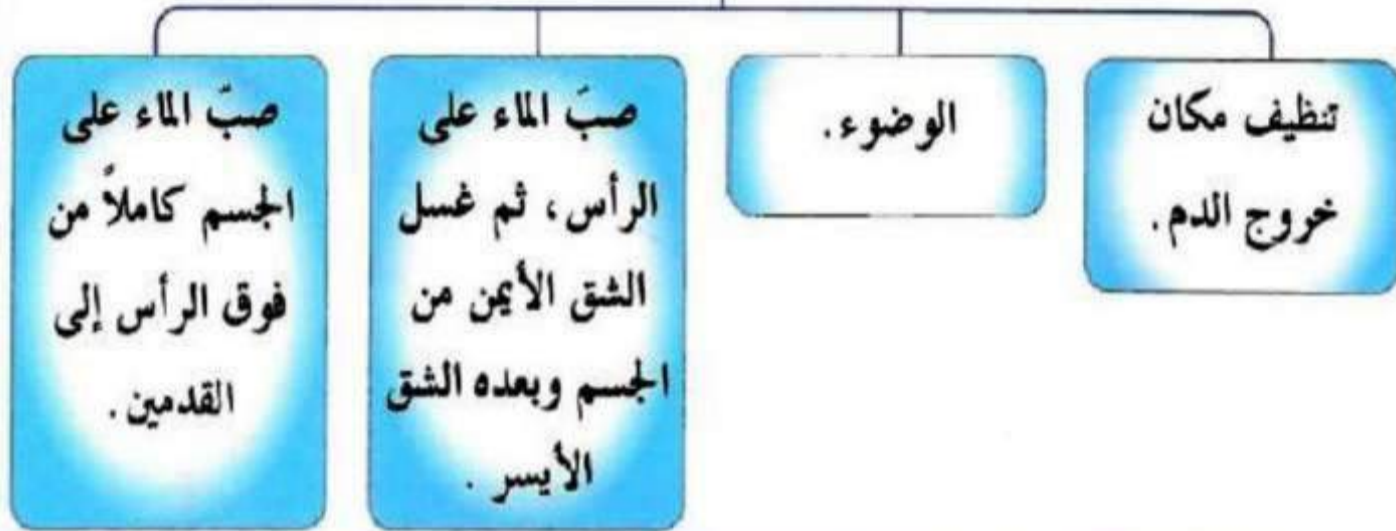 تنظيف مكان
خروج الدم.
الوضوء.
صبّ الماء على
الرأس، ثم غسل
الشق الأيمن من
الجسم وبعده الشق
الأيسر.
صبّ الماء على
الجسم كاملاً من
فوق الرأس إلى
القدمين.